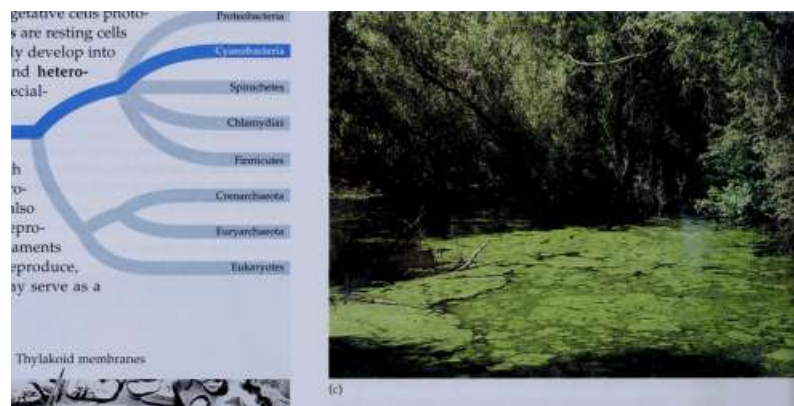 getative cells photo-
s are resting cells
ly develop into
nd hetero-
ecial-
h
ro-
also
epro-
aments
eproduce,
ay serve as a
Proteobacteria
Cyanobacteria
Spirochetes
Chlamydias
Firmicutes
Crenarchaeota
Euryarchaeota
Eukaryotes
Thylakoid membranes
(c)